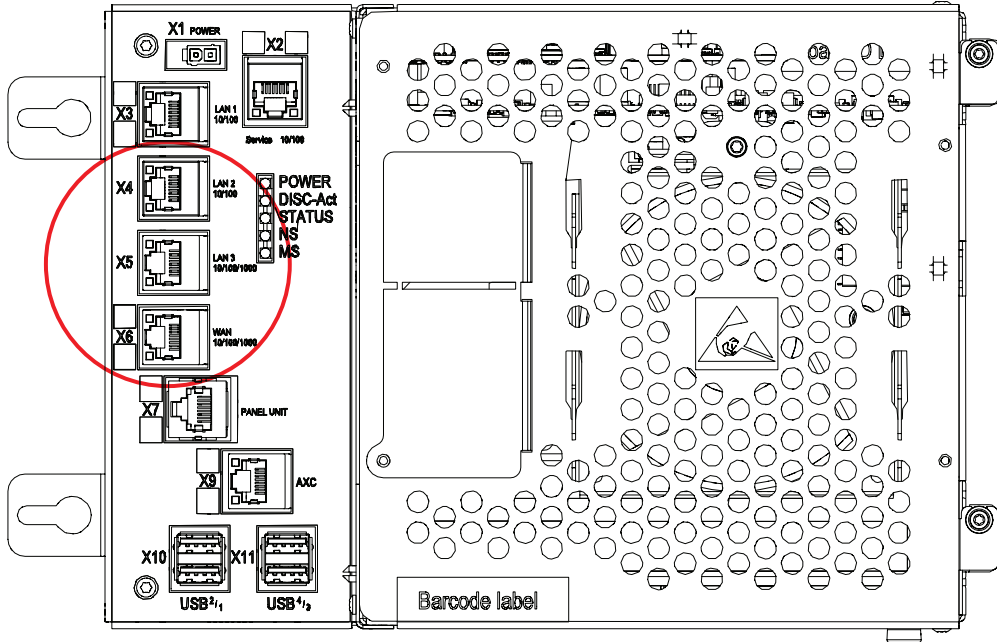 X1 POWER
X2
X3
LAN 1
10/100
Service 10/100
X4
LAN 2
10/100
POWER
DISC-Act
STATUS
NS
MS
X5
LAN 3
10/100/1000
X6
WAN
10/100/1000
X7
PANEL UNIT
X9
AXC
X10
X11
USB²/₁
USB⁴/₃
Barcode label